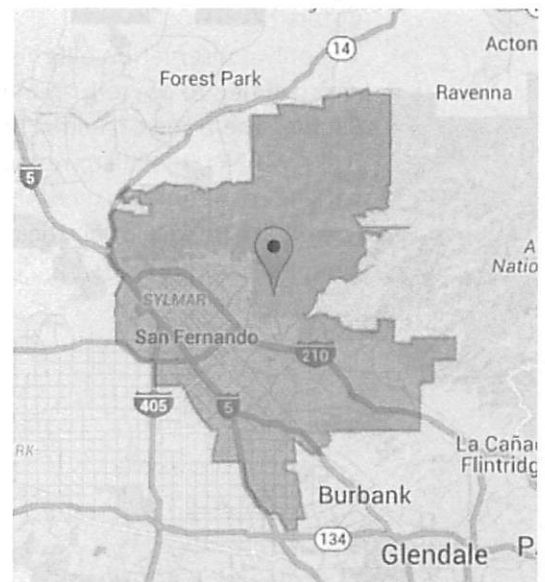 14
Acton
Forest Park
Ravenna
5
A
Natio
SYLMAR
San Fernando
210
405
5
RK
La Caña
Flintridg
Burbank
134
Glendale
P